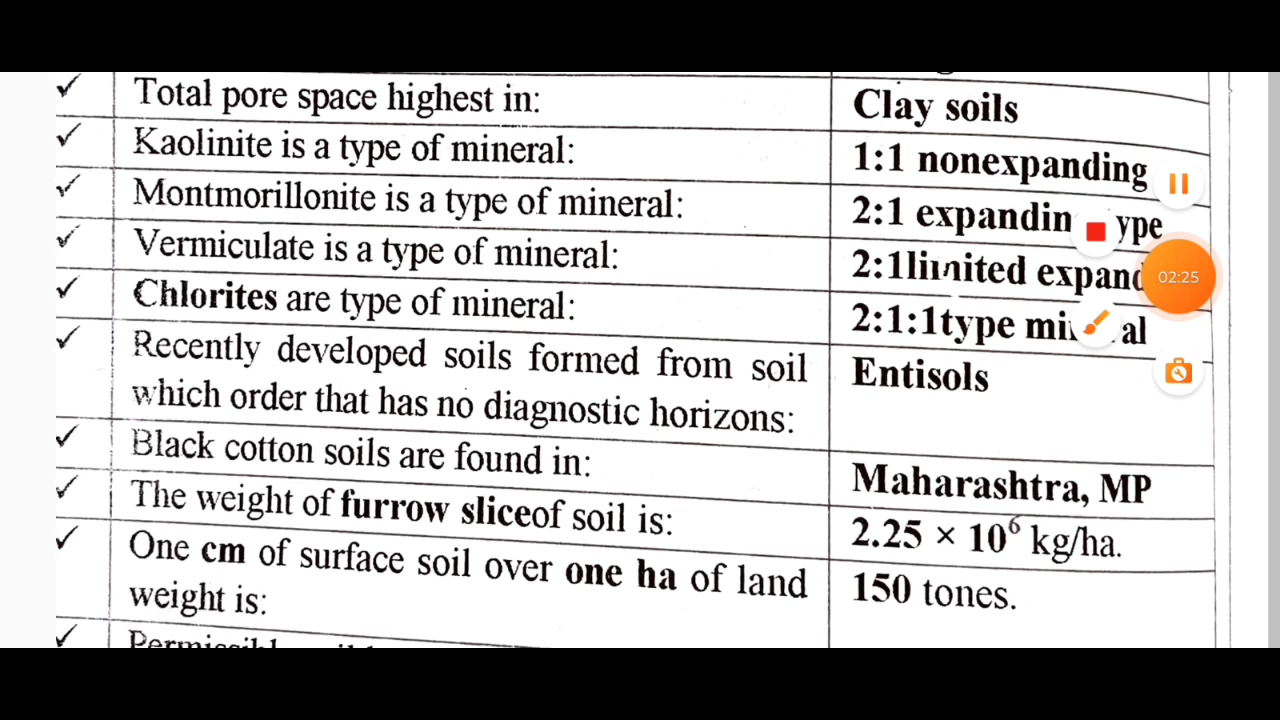 Total pore space highest in: Clay soils
Kaolinite is a type of mineral: 1:1 nonexpanding
Montmorillonite is a type of mineral: 2:1 expandin ype
Vermiculate is a type of mineral: 2:1limited expand
Chlorites are type of mineral: 2:1:1type mi al
Recently developed soils formed from soil Entisols
which order that has no diagnostic horizons:
Black cotton soils are found in: Maharashtra, MP
The weight of furrow sliceof soil is: 2.25 × 10⁶ kg/ha.
One cm of surface soil over one ha of land 150 tones.
weight is:
02:25